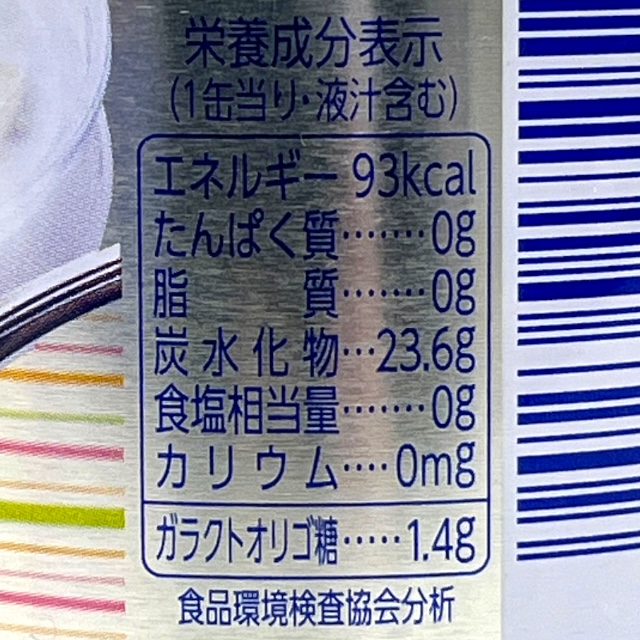 栄養成分表示
(1缶当り・液汁含む)
エネルギー 93kcal
たんぱく質·······0g
脂質·······0g
炭水化物···23.6g
食塩相当量·······0g
カリウム····0mg
ガラクトオリゴ糖·····1.4g
食品環境検査協会分析